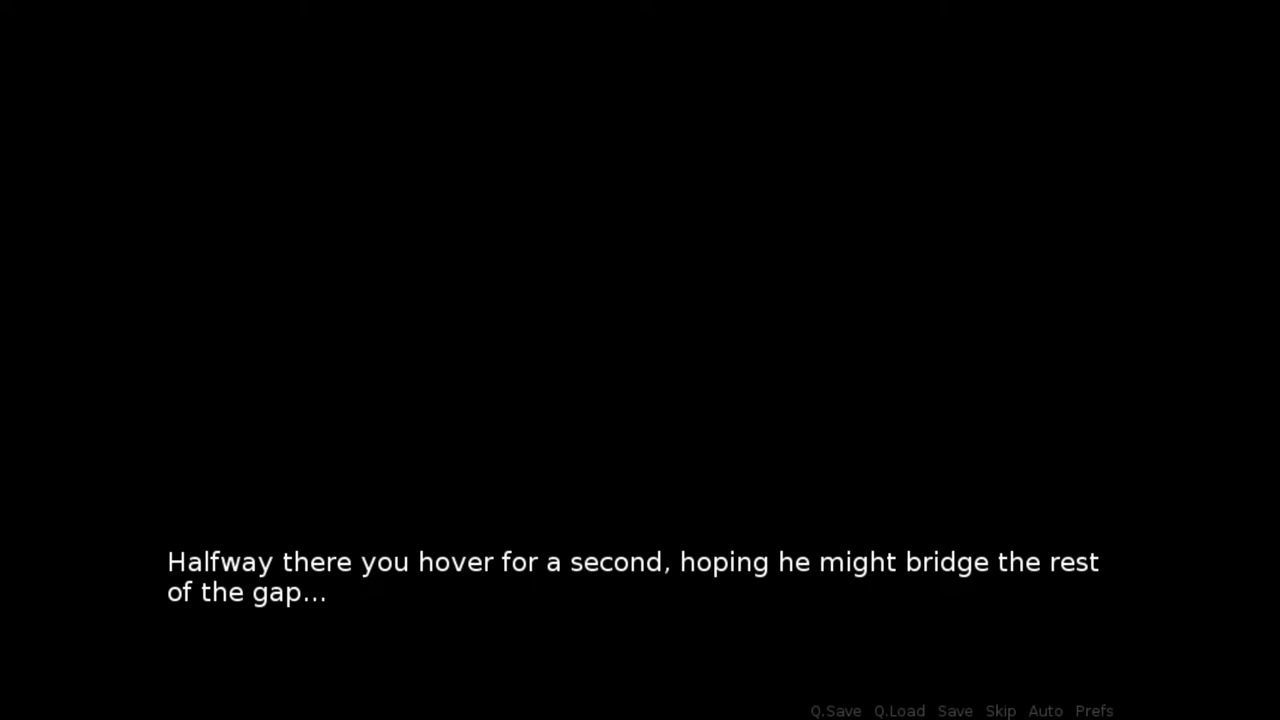 Halfway there you hover for a second, hoping he might bridge the rest
of the gap...
Q.Save Q.Load Save Skip Auto Prefs